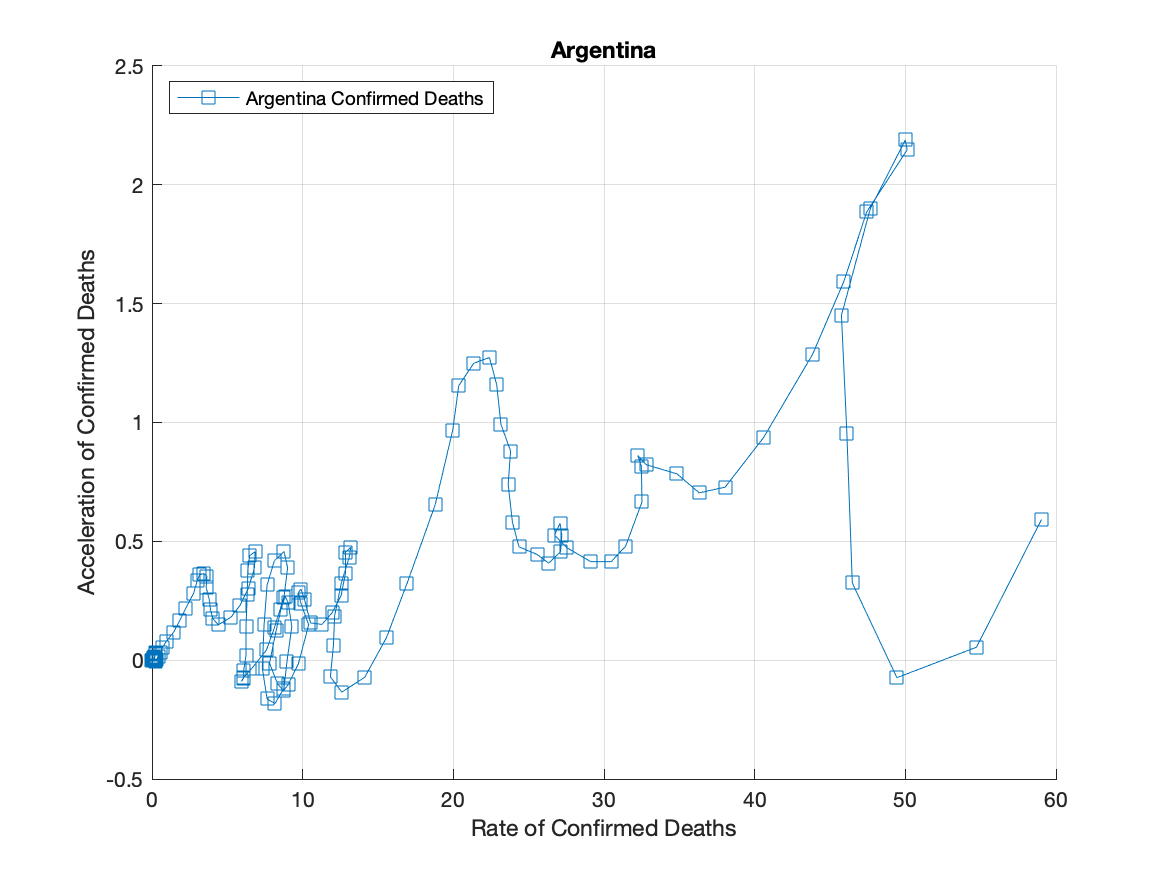 Argentina
Argentina Confirmed Deaths
2.5
2
1.5
1
0.5
0
-0.5
Acceleration of Confirmed Deaths
0 10 20 30 40 50 60
Rate of Confirmed Deaths